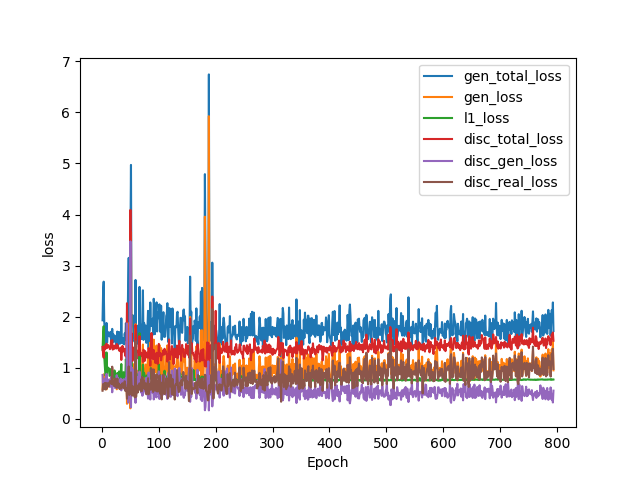 7
6
5
4
3
2
1
0
loss
gen_total_loss
gen_loss
l1_loss
disc_total_loss
disc_gen_loss
disc_real_loss
0 100 200 300 400 500 600 700 800
Epoch